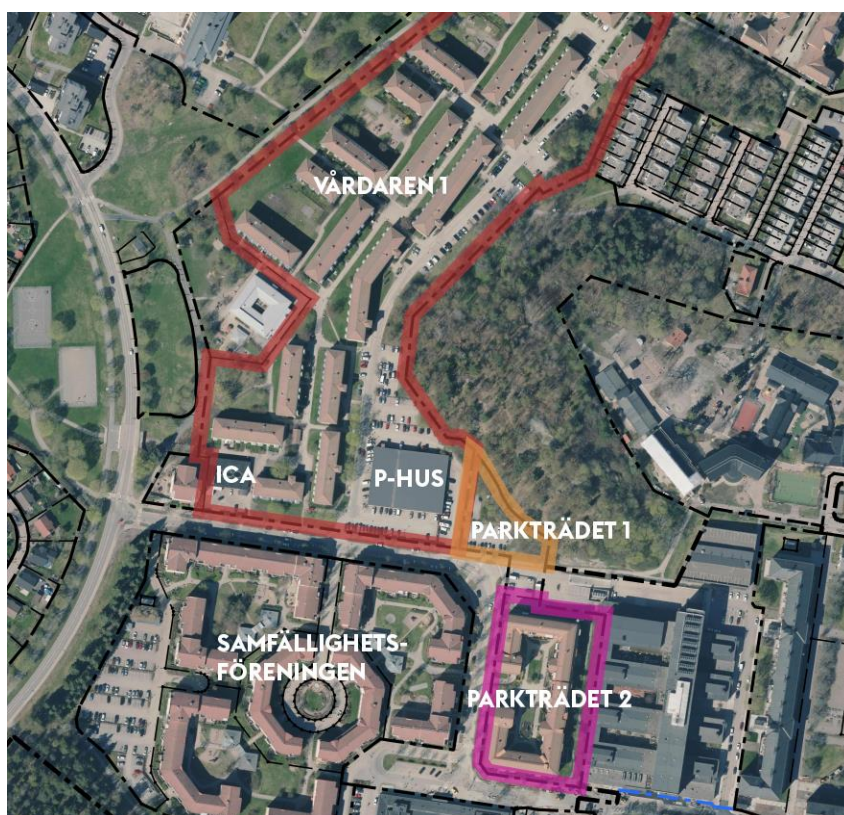 VÅRDAREN 1
ICA
P-HUS
PARKTRÄDET 1
SAMFÄLLIGHETS-
FÖRENINGEN
PARKTRÄDET 2